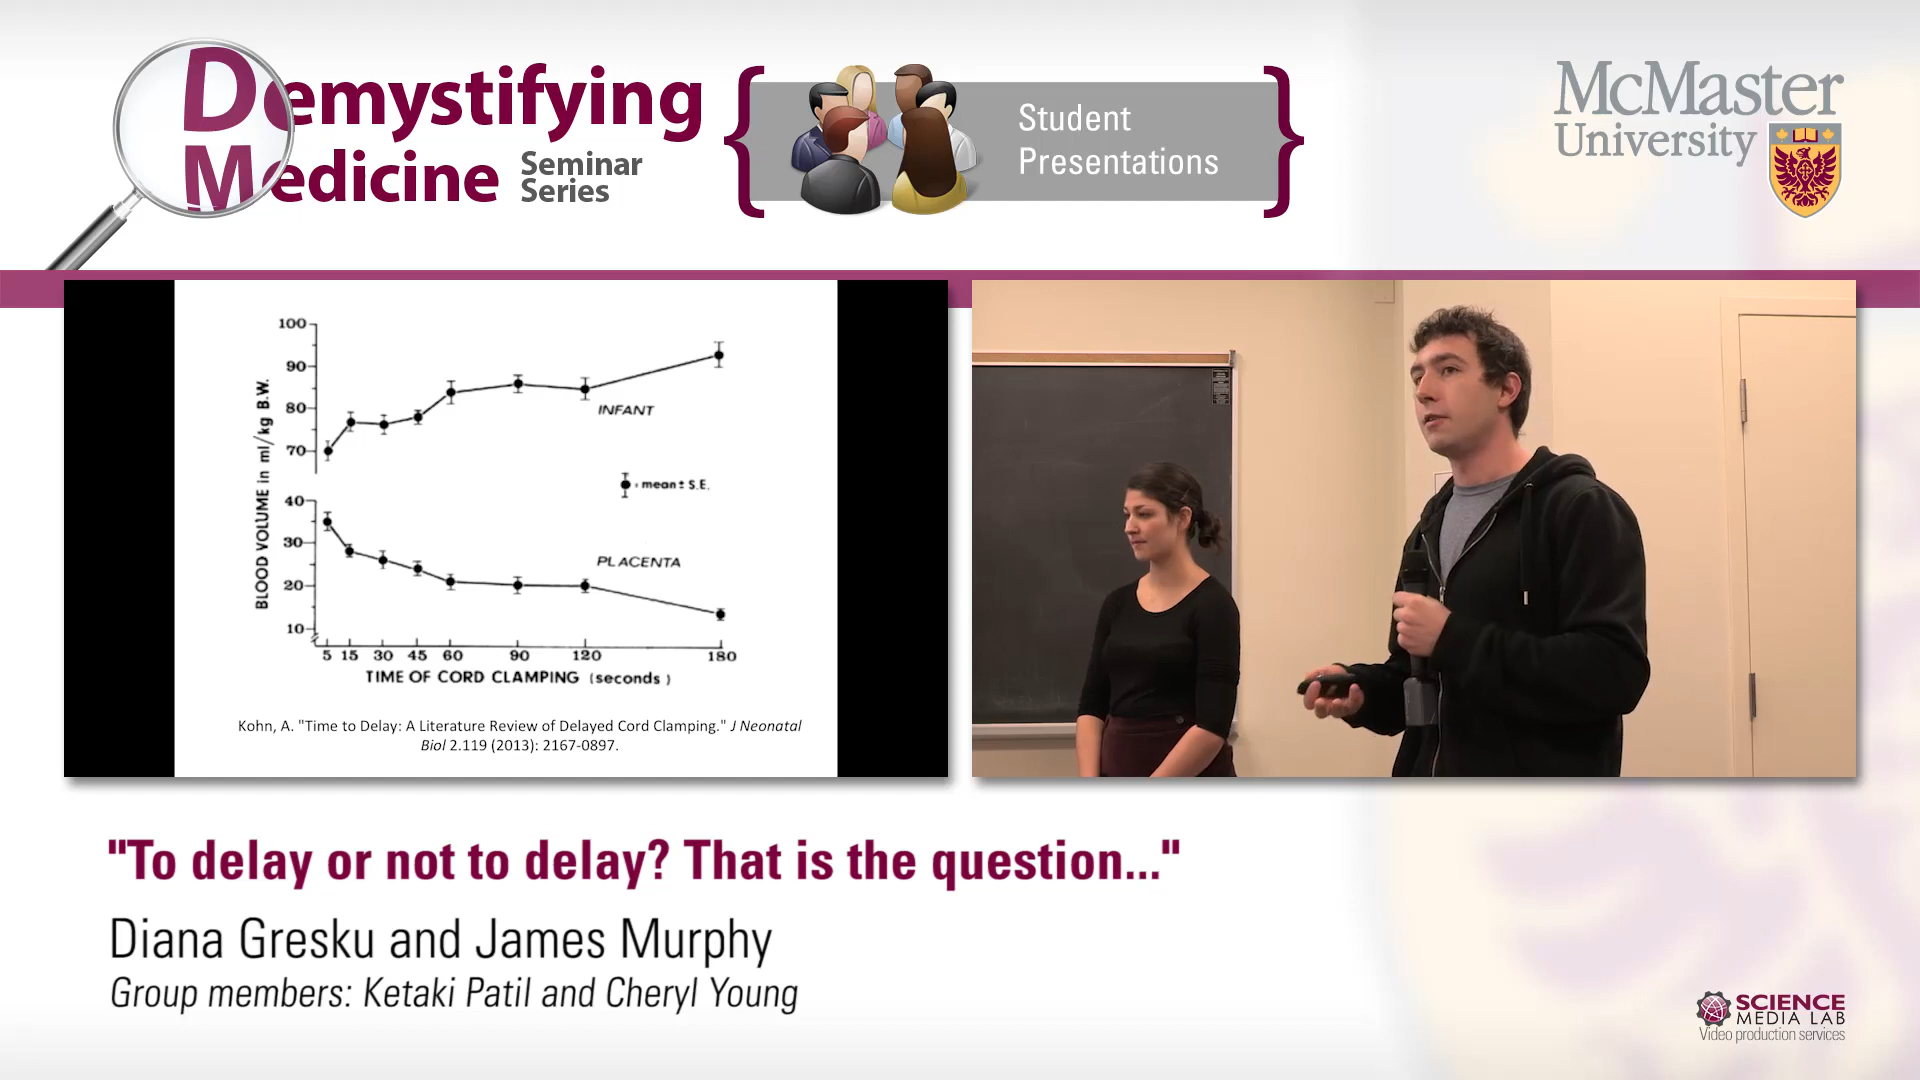 Demystifying
Medicine Seminar Series
Student Presentations
McMaster University
100
90
80
70
40
30
20
10
BLOOD VOLUME in ml/kg B.W.
INFANT
= mean ± S.E.
PLACENTA
5 15 30 45 60 90 120 180
TIME OF CORD CLAMPING (seconds)
Kohn, A. "Time to Delay: A Literature Review of Delayed Cord Clamping." J Neonatal
Biol 2.119 (2013): 2167-0897.
"To delay or not to delay? That is the question..."
Diana Gresku and James Murphy
Group members: Ketaki Patil and Cheryl Young
SCIENCE
MEDIA LAB
Video production services